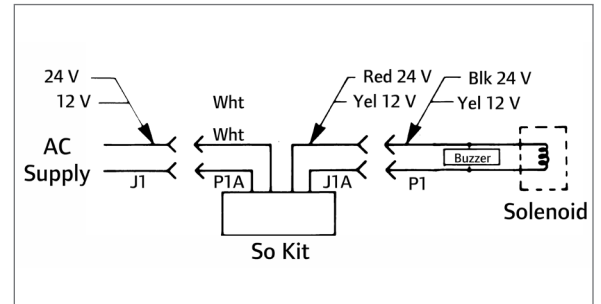 24 V
12 V
Wht
Wht
Red 24 V
Yel 12 V
Blk 24 V
Yel 12 V
AC
Supply
J1
P1A
J1A
P1
Buzzer
Solenoid
So Kit